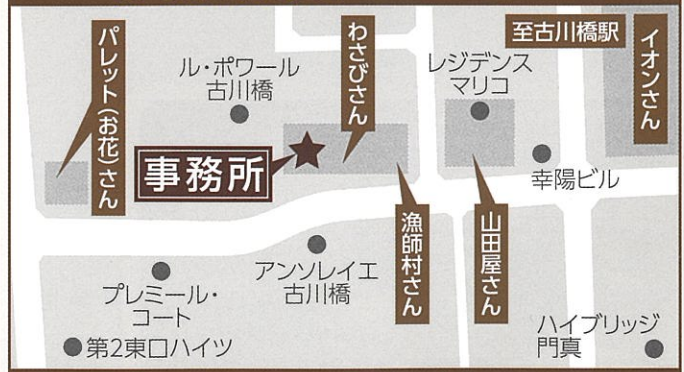 至古川橋駅
イオンさん
パレット（お花）さん
ル・ポワール
古川橋
わさびさん
レジデンス
マリコ
事務所
幸陽ビル
漁師村さん
山田屋さん
アンソレイエ
古川橋
プレミール・
コート
第2東口ハイツ
ハイブリッジ
門真